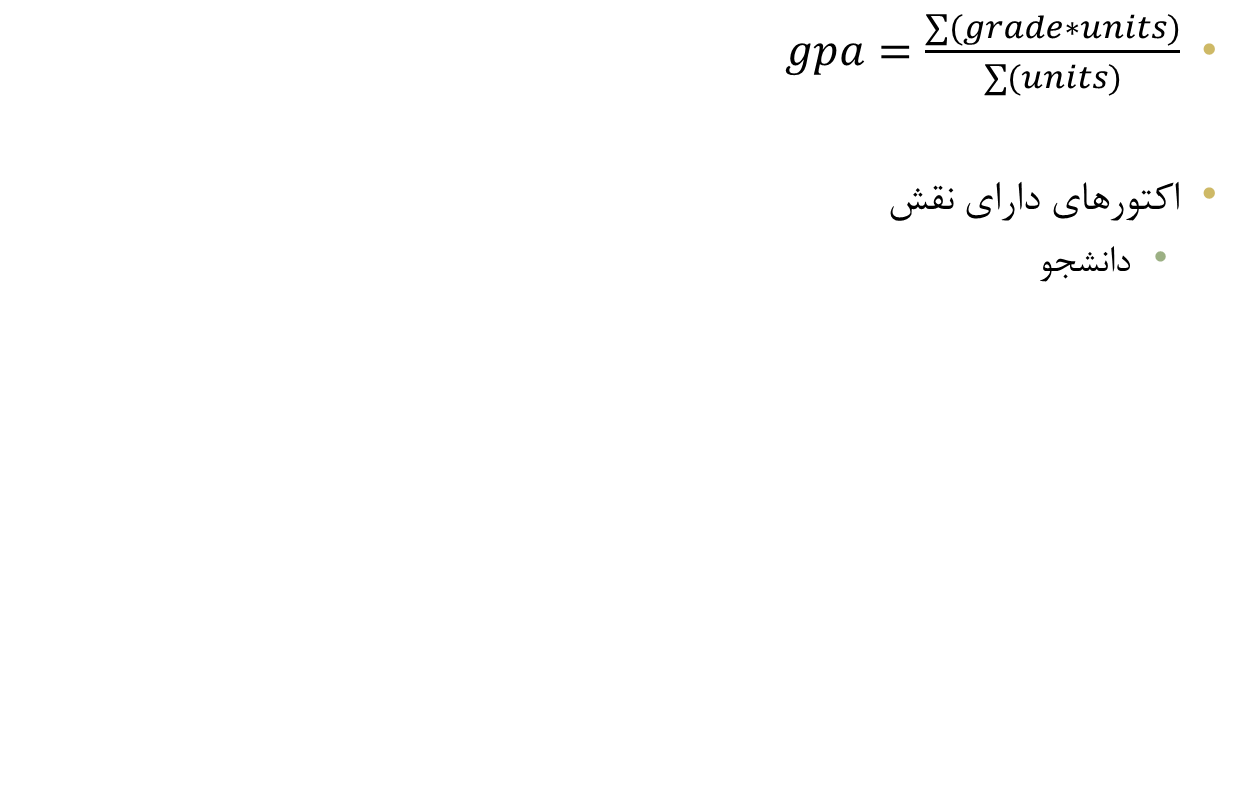 • gpa = ∑(grade*units) / ∑(units)
• اکتورهای دارای نقش
• دانشجو